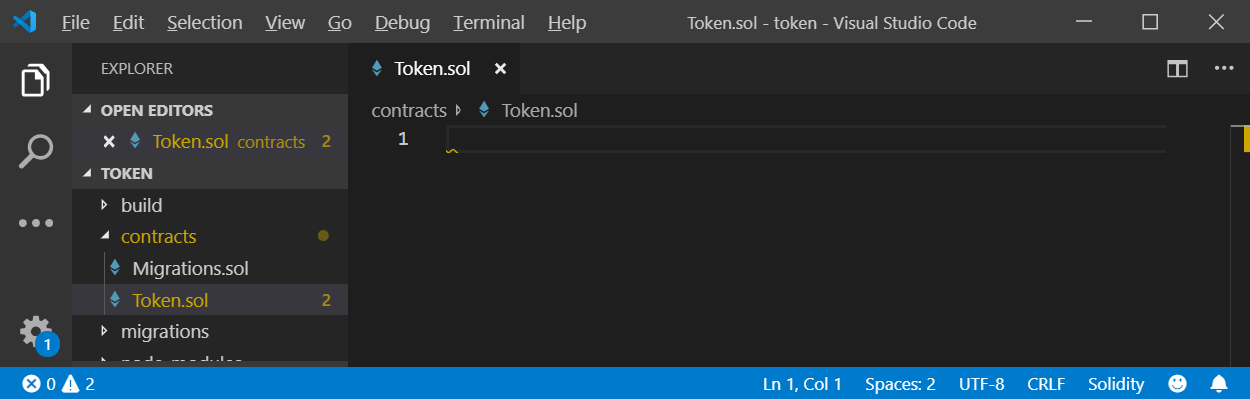 File Edit Selection View Go Debug Terminal Help Token.sol - token - Visual Studio Code
EXPLORER
Token.sol
OPEN EDITORS
contracts Token.sol
Token.sol contracts 2
1
TOKEN
build
contracts
Migrations.sol
Token.sol 2
migrations
node_modules
1
0 2 Ln 1, Col 1 Spaces: 2 UTF-8 CRLF Solidity